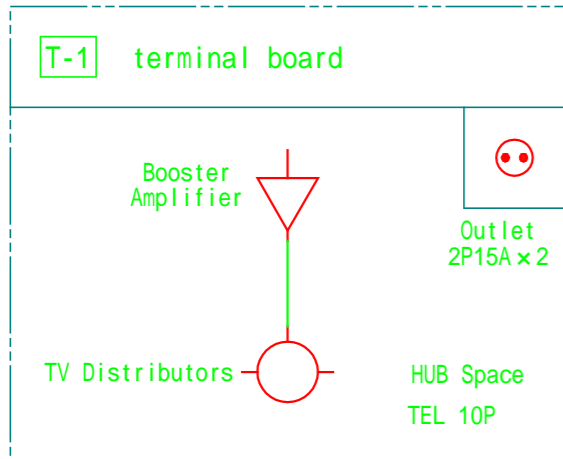 T-1 terminal board
Booster
Amplifier
Outlet
2P15A×2
TV Distributors
HUB Space
TEL 10P